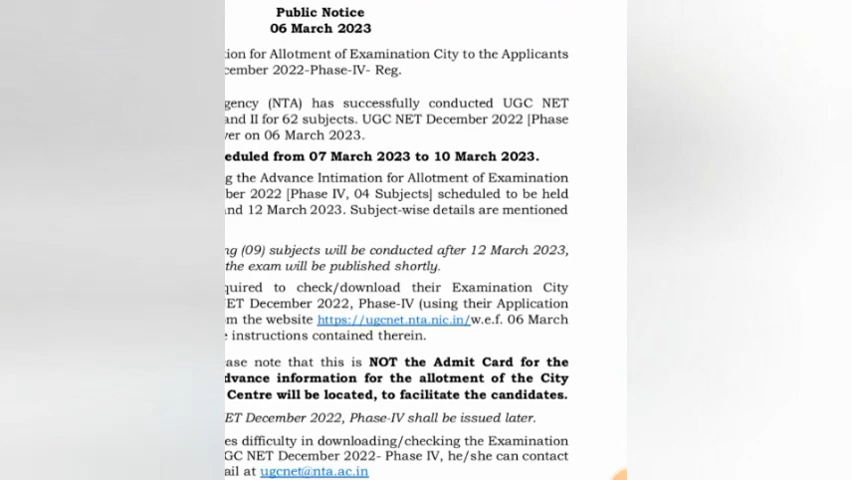 Public Notice
06 March 2023
ion for Allotment of Examination City to the Applicants
cember 2022-Phase-IV- Reg.
gency (NTA) has successfully conducted UGC NET
and II for 62 subjects. UGC NET December 2022 [Phase
ver on 06 March 2023.
eduled from 07 March 2023 to 10 March 2023.
g the Advance Intimation for Allotment of Examination
ber 2022 [Phase IV, 04 Subjects] scheduled to be held
and 12 March 2023. Subject-wise details are mentioned
ng (09) subjects will be conducted after 12 March 2023,
the exam will be published shortly.
quired to check/download their Examination City
ET December 2022, Phase-IV (using their Application
m the website https://ugcnet.nta.nic.in/w.e.f. 06 March
e instructions contained therein.
ase note that this is NOT the Admit Card for the
dvance information for the allotment of the City
Centre will be located, to facilitate the candidates.
ET December 2022, Phase-IV shall be issued later.
es difficulty in downloading/checking the Examination
GC NET December 2022- Phase IV, he/she can contact
ail at ugcnet@nta.ac.in